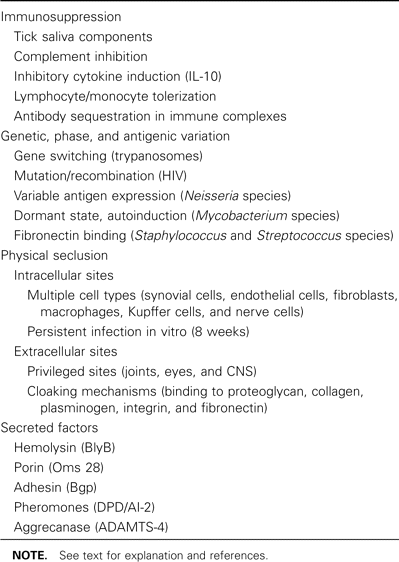 Immunosuppression
Tick saliva components
Complement inhibition
Inhibitory cytokine induction (IL-10)
Lymphocyte/monocyte tolerization
Antibody sequestration in immune complexes
Genetic, phase, and antigenic variation
Gene switching (trypanosomes)
Mutation/recombination (HIV)
Variable antigen expression (Neisseria species)
Dormant state, autoinduction (Mycobacterium species)
Fibronectin binding (Staphylococcus and Streptococcus species)
Physical seclusion
Intracellular sites
Multiple cell types (synovial cells, endothelial cells, fibroblasts,
macrophages, Kupffer cells, and nerve cells)
Persistent infection in vitro (8 weeks)
Extracellular sites
Privileged sites (joints, eyes, and CNS)
Cloaking mechanisms (binding to proteoglycan, collagen,
plasminogen, integrin, and fibronectin)
Secreted factors
Hemolysin (BlyB)
Porin (Oms 28)
Adhesin (Bgp)
Pheromones (DPD/AI-2)
Aggrecanase (ADAMTS-4)
NOTE. See text for explanation and references.